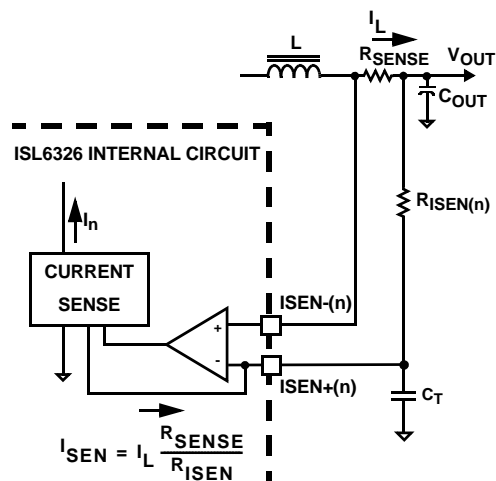 I_L
L
R_SENSE
V_OUT
C_OUT
ISL6326 INTERNAL CIRCUIT
R_ISEN(n)
I_n
CURRENT
SENSE
ISEN-(n)
+
-
ISEN+(n)
C_T
I_SEN = I_L R_SENSE
R_ISEN